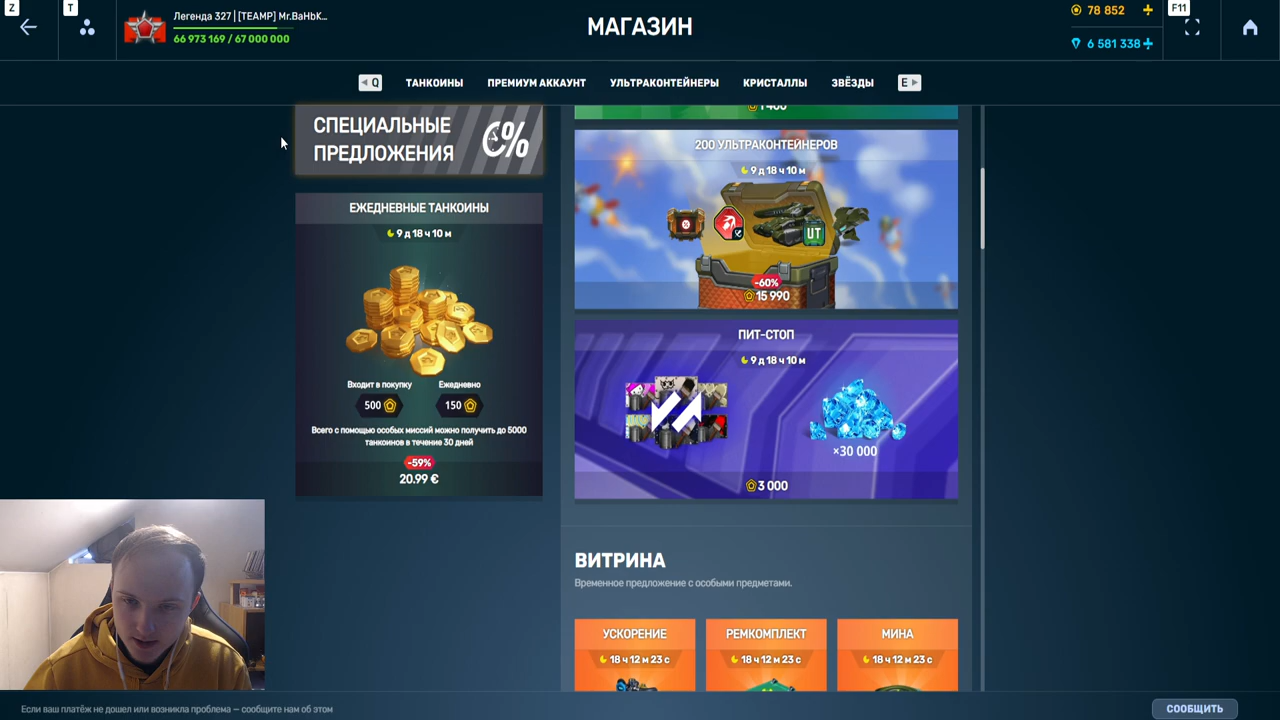 Z
T
Легенда 327 | [TEAMP] Mr.BaHbK...
66 973 169 / 67 000 000
МАГАЗИН
78 852
6 581 338
F11
Q
ТАНКОИНЫ
ПРЕМИУМ АККАУНТ
УЛЬТРАКОНТЕЙНЕРЫ
КРИСТАЛЛЫ
ЗВЁЗДЫ
E
СПЕЦИАЛЬНЫЕ
ПРЕДЛОЖЕНИЯ
%
ЕЖЕДНЕВНЫЕ ТАНКОИНЫ
9 д 18 ч 10 м
Входит в покупку
Ежедневно
500
150
Всего с помощью особых миссий можно получить до 5000
танкоинов в течение 30 дней
-59%
20.99 €
200 УЛЬТРАКОНТЕЙНЕРОВ
9 д 18 ч 10 м
UT
-60%
15 990
ПИТ-СТОП
9 д 18 ч 10 м
×30 000
3 000
ВИТРИНА
Временное предложение с особыми предметами.
УСКОРЕНИЕ
18 ч 12 м 23 с
РЕМКОМПЛЕКТ
18 ч 12 м 23 с
МИНА
18 ч 12 м 23 с
Если ваш платёж не дошел или возникла проблема — сообщите нам об этом
СООБЩИТЬ